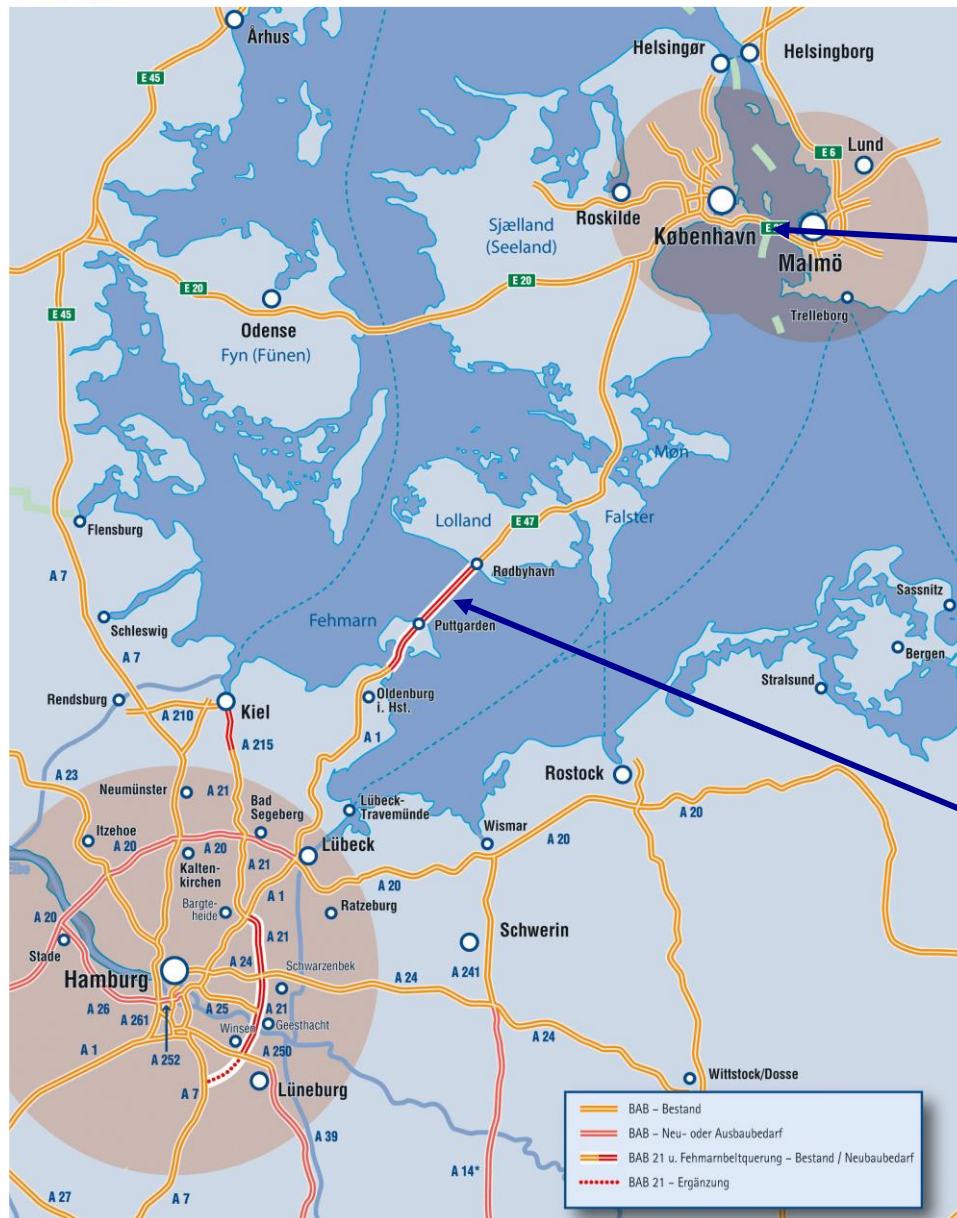 Århus
E 45
Helsingør
Helsingborg
E 6
Lund
Roskilde
København
Malmö
Trelleborg
Sjælland
(Seeland)
E 20
E 20
E 45
Odense
Fyn (Fünen)
Møn
Lolland
E 47
Falster
Rødbyhavn
Flensburg
A 7
Fehmarn
Puttgarden
Schleswig
A 7
Sassnitz
Bergen
Stralsund
Rendsburg
A 210
Kiel
Oldenburg
i. Hst.
A 215
A 1
A 23
Neumünster
A 21
Bad
Segeberg
Lübeck-
Travemünde
Rostock
Itzehoe
A 20
A 20
Wismar
A 20
A 20
Kalten-
kirchen
A 21
Lübeck
A 1
A 20
Bargte-
heide
Ratzeburg
A 20
Stade
A 21
Schwerin
Hamburg
A 24
Schwarzenbek
A 24
A 241
A 26
A 25
A 21
A 261
Geesthacht
Winsen
A 1
A 252
A 250
A 24
A 7
Lüneburg
Wittstock/Dosse
A 39
A 14*
A 27
A 7
BAB – Bestand
BAB – Neu- oder Ausbaubedarf
BAB 21 u. Fehmarnbeltquerung – Bestand / Neubaubedarf
BAB 21 – Ergänzung